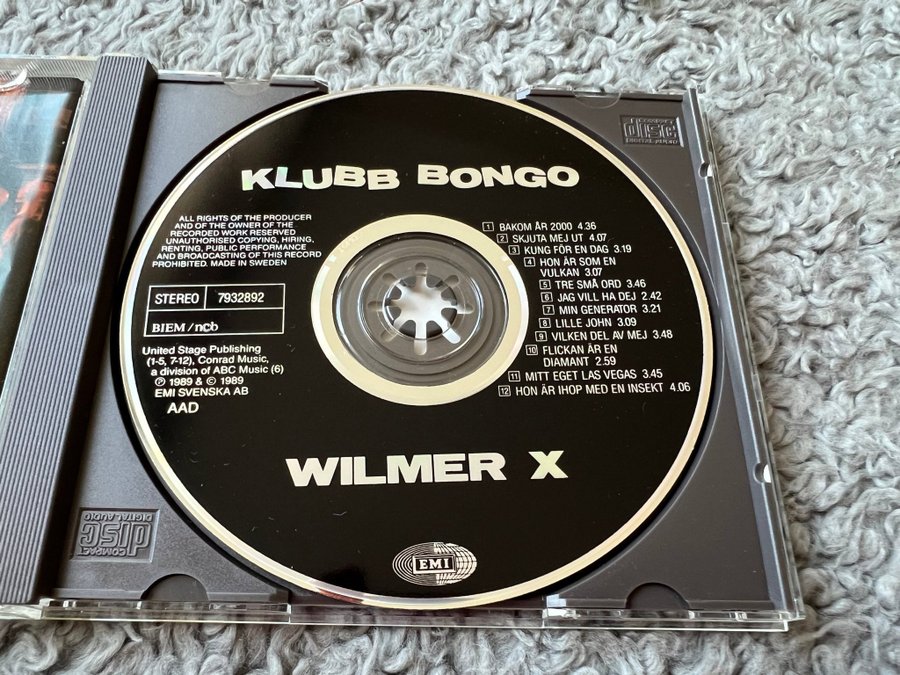 KLUBB BONGO
ALL RIGHTS OF THE PRODUCER
AND OF THE OWNER OF THE
RECORDED WORK RESERVED
UNAUTHORISED COPYING, HIRING,
RENTING, PUBLIC PERFORMANCE
AND BROADCASTING OF THIS RECORD
PROHIBITED. MADE IN SWEDEN
STEREO 7932892
BIEM/ncb
United Stage Publishing
(1-5, 7-12), Conrad Music,
a division of ABC Music (6)
℗ 1989 & © 1989
EMI SVENSKA AB
AAD
1 BAKOM ÅR 2000 4.36
2 SKJUTA MEJ UT 4.07
3 KUNG FÖR EN DAG 3.19
4 HON ÄR SOM EN
VULKAN 3.07
5 TRE SMÅ ORD 3.46
6 JAG VILL HA DEJ 2.42
7 MIN GENERATOR 3.21
8 LILLE JOHN 3.09
9 VILKEN DEL AV MEJ 3.48
10 FLICKAN ÄR EN
DIAMANT 2.59
11 MITT EGET LAS VEGAS 3.45
12 HON ÄR IHOP MED EN INSEKT 4.06
WILMER X
EMI
COMPACT
disc
DIGITAL AUDIO
COMPACT
disc
DIGITAL AUDIO